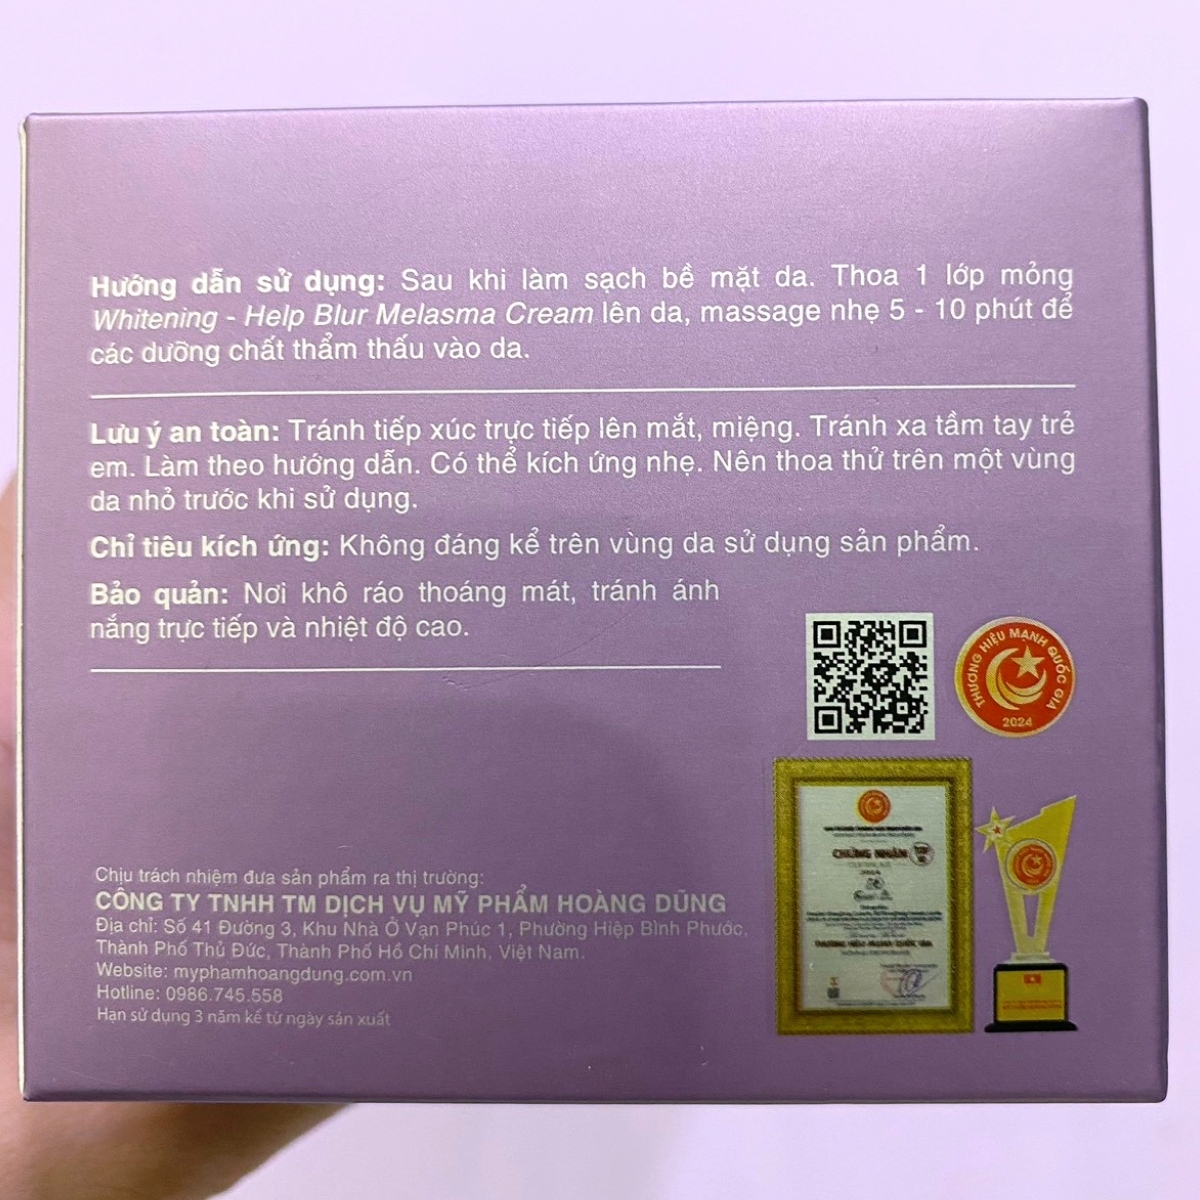 Hướng dẫn sử dụng: Sau khi làm sạch bề mặt da. Thoa 1 lớp mỏng
Whitening - Help Blur Melasma Cream lên da, massage nhẹ 5 - 10 phút để
các dưỡng chất thẩm thấu vào da.
Lưu ý an toàn: Tránh tiếp xúc trực tiếp lên mắt, miệng. Tránh xa tầm tay trẻ
em. Làm theo hướng dẫn. Có thể kích ứng nhẹ. Nên thoa thử trên một vùng
da nhỏ trước khi sử dụng.
Chỉ tiêu kích ứng: Không đáng kể trên vùng da sử dụng sản phẩm.
Bảo quản: Nơi khô ráo thoáng mát, tránh ánh
nắng trực tiếp và nhiệt độ cao.
THƯƠNG HIỆU MẠNH QUỐC GIA
2024
CHỨNG NHẬN
THƯƠNG HIỆU MẠNH QUỐC GIA
Chịu trách nhiệm đưa sản phẩm ra thị trường:
CÔNG TY TNHH TM DỊCH VỤ MỸ PHẨM HOÀNG DŨNG
Địa chỉ: Số 41 Đường 3, Khu Nhà Ở Vạn Phúc 1, Phường Hiệp Bình Phước,
Thành Phố Thủ Đức, Thành Phố Hồ Chí Minh, Việt Nam.
Website: myphamhoangdung.com.vn
Hotline: 0986.745.558
Hạn sử dụng 3 năm kể từ ngày sản xuất